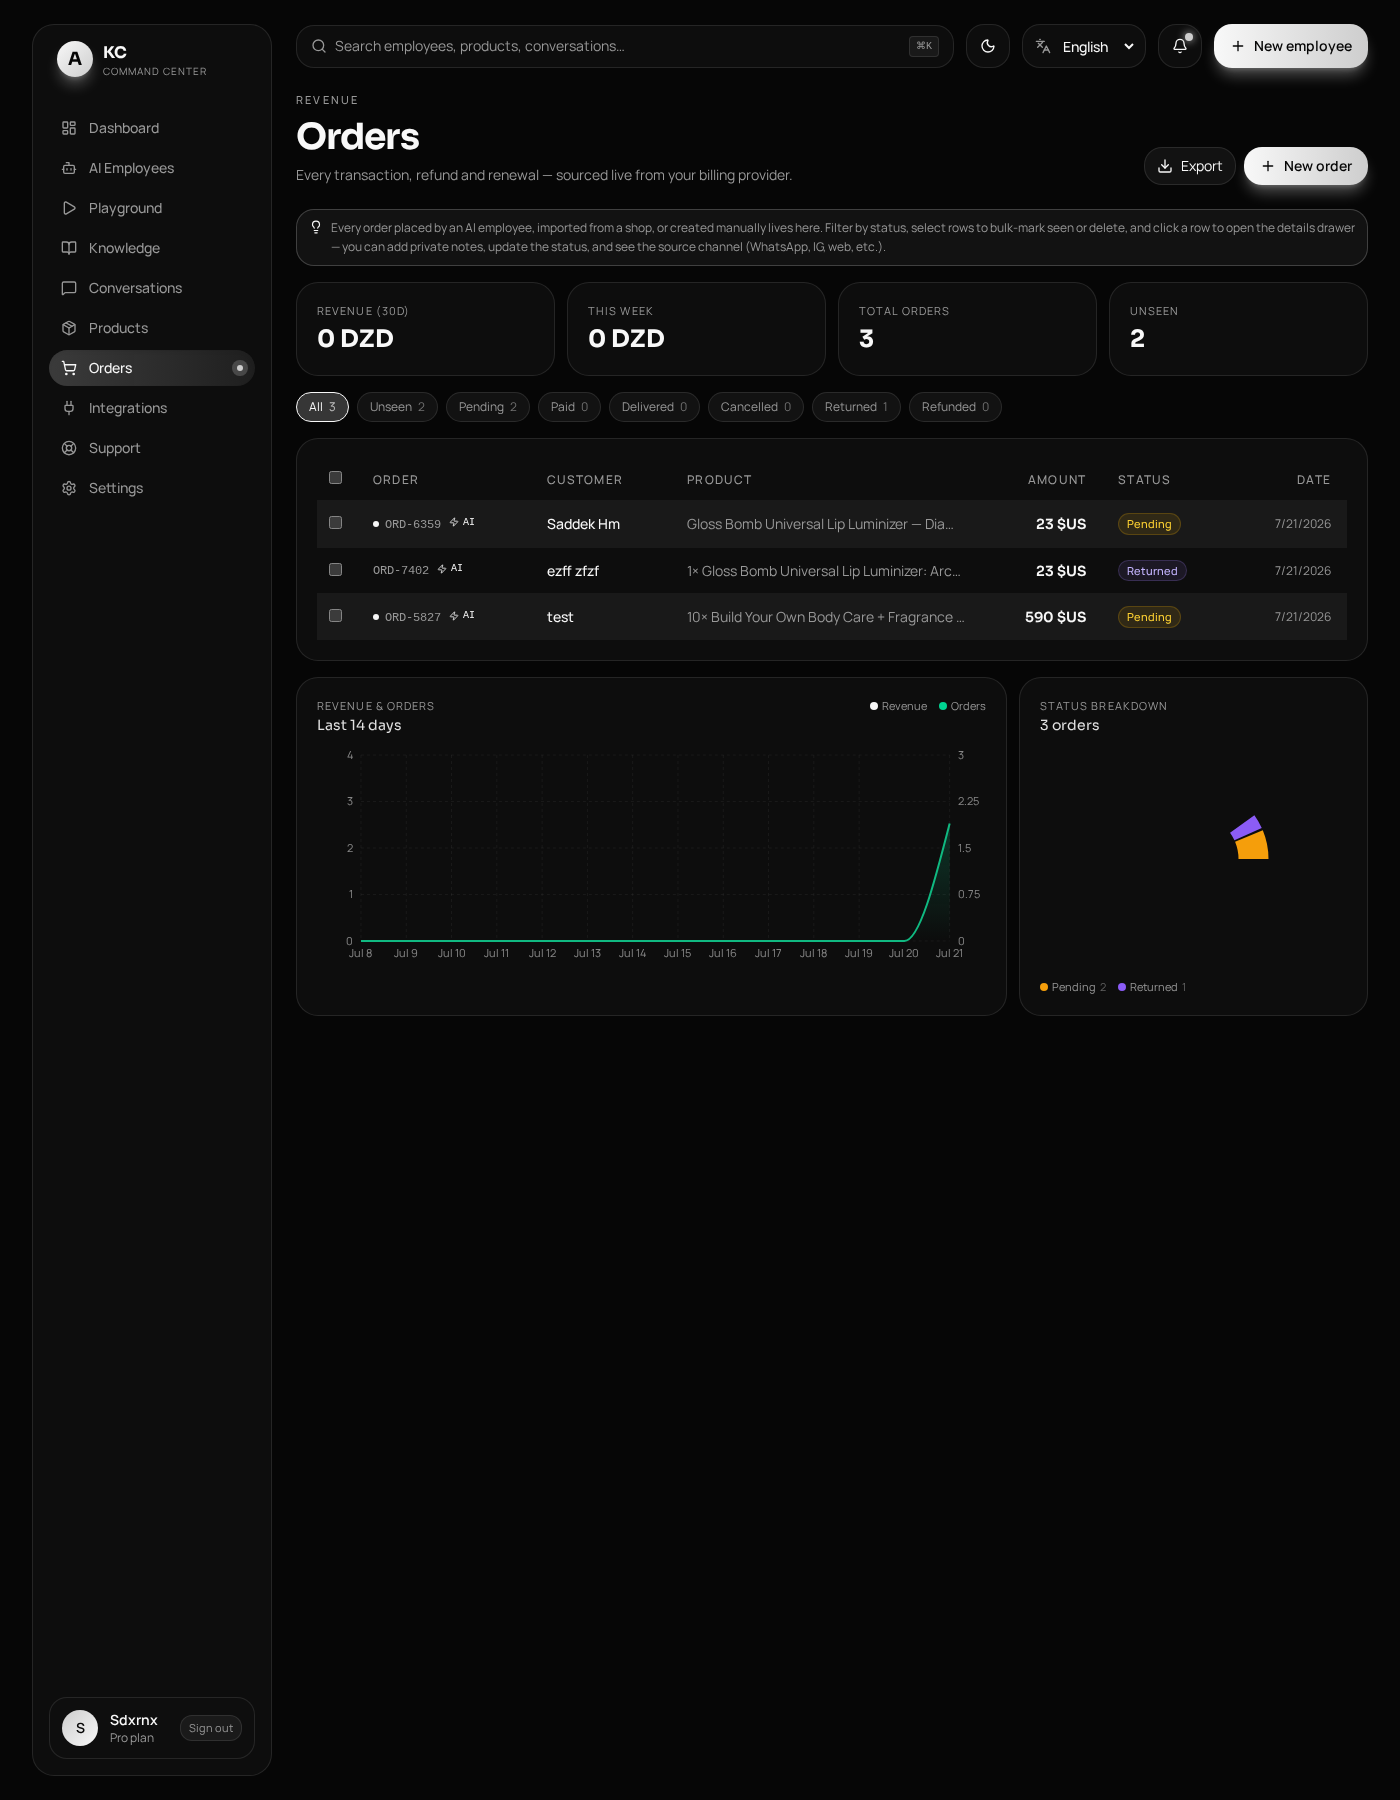 A
KC
COMMAND CENTER
Dashboard
AI Employees
Playground
Knowledge
Conversations
Products
Orders
Integrations
Support
Settings
S
Sdxrnx
Pro plan
Sign out
Search employees, products, conversations...
⌘K
English
New employee
REVENUE
Orders
Every transaction, refund and renewal — sourced live from your billing provider.
Export
New order
Every order placed by an AI employee, imported from a shop, or created manually lives here. Filter by status, select rows to bulk-mark seen or delete, and click a row to open the details drawer
— you can add private notes, update the status, and see the source channel (WhatsApp, IG, web, etc.).
REVENUE (30D)
0 DZD
THIS WEEK
0 DZD
TOTAL ORDERS
3
UNSEEN
2
All 3
Unseen 2
Pending 2
Paid 0
Delivered 0
Cancelled 0
Returned 1
Refunded 0
ORDER CUSTOMER PRODUCT AMOUNT STATUS DATE
ORD-6359 AI Saddek Hm Gloss Bomb Universal Lip Luminizer — Dia... 23 $US Pending 7/21/2026
ORD-7402 AI ezff zfzf 1× Gloss Bomb Universal Lip Luminizer: Arc... 23 $US Returned 7/21/2026
ORD-5827 AI test 10× Build Your Own Body Care + Fragrance ... 590 $US Pending 7/21/2026
REVENUE & ORDERS
Last 14 days
Revenue Orders
4 3
3 2.25
2 1.5
1 0.75
0 0
Jul 8 Jul 9 Jul 10 Jul 11 Jul 12 Jul 13 Jul 14 Jul 15 Jul 16 Jul 17 Jul 18 Jul 19 Jul 20 Jul 21
STATUS BREAKDOWN
3 orders
Pending 2 Returned 1